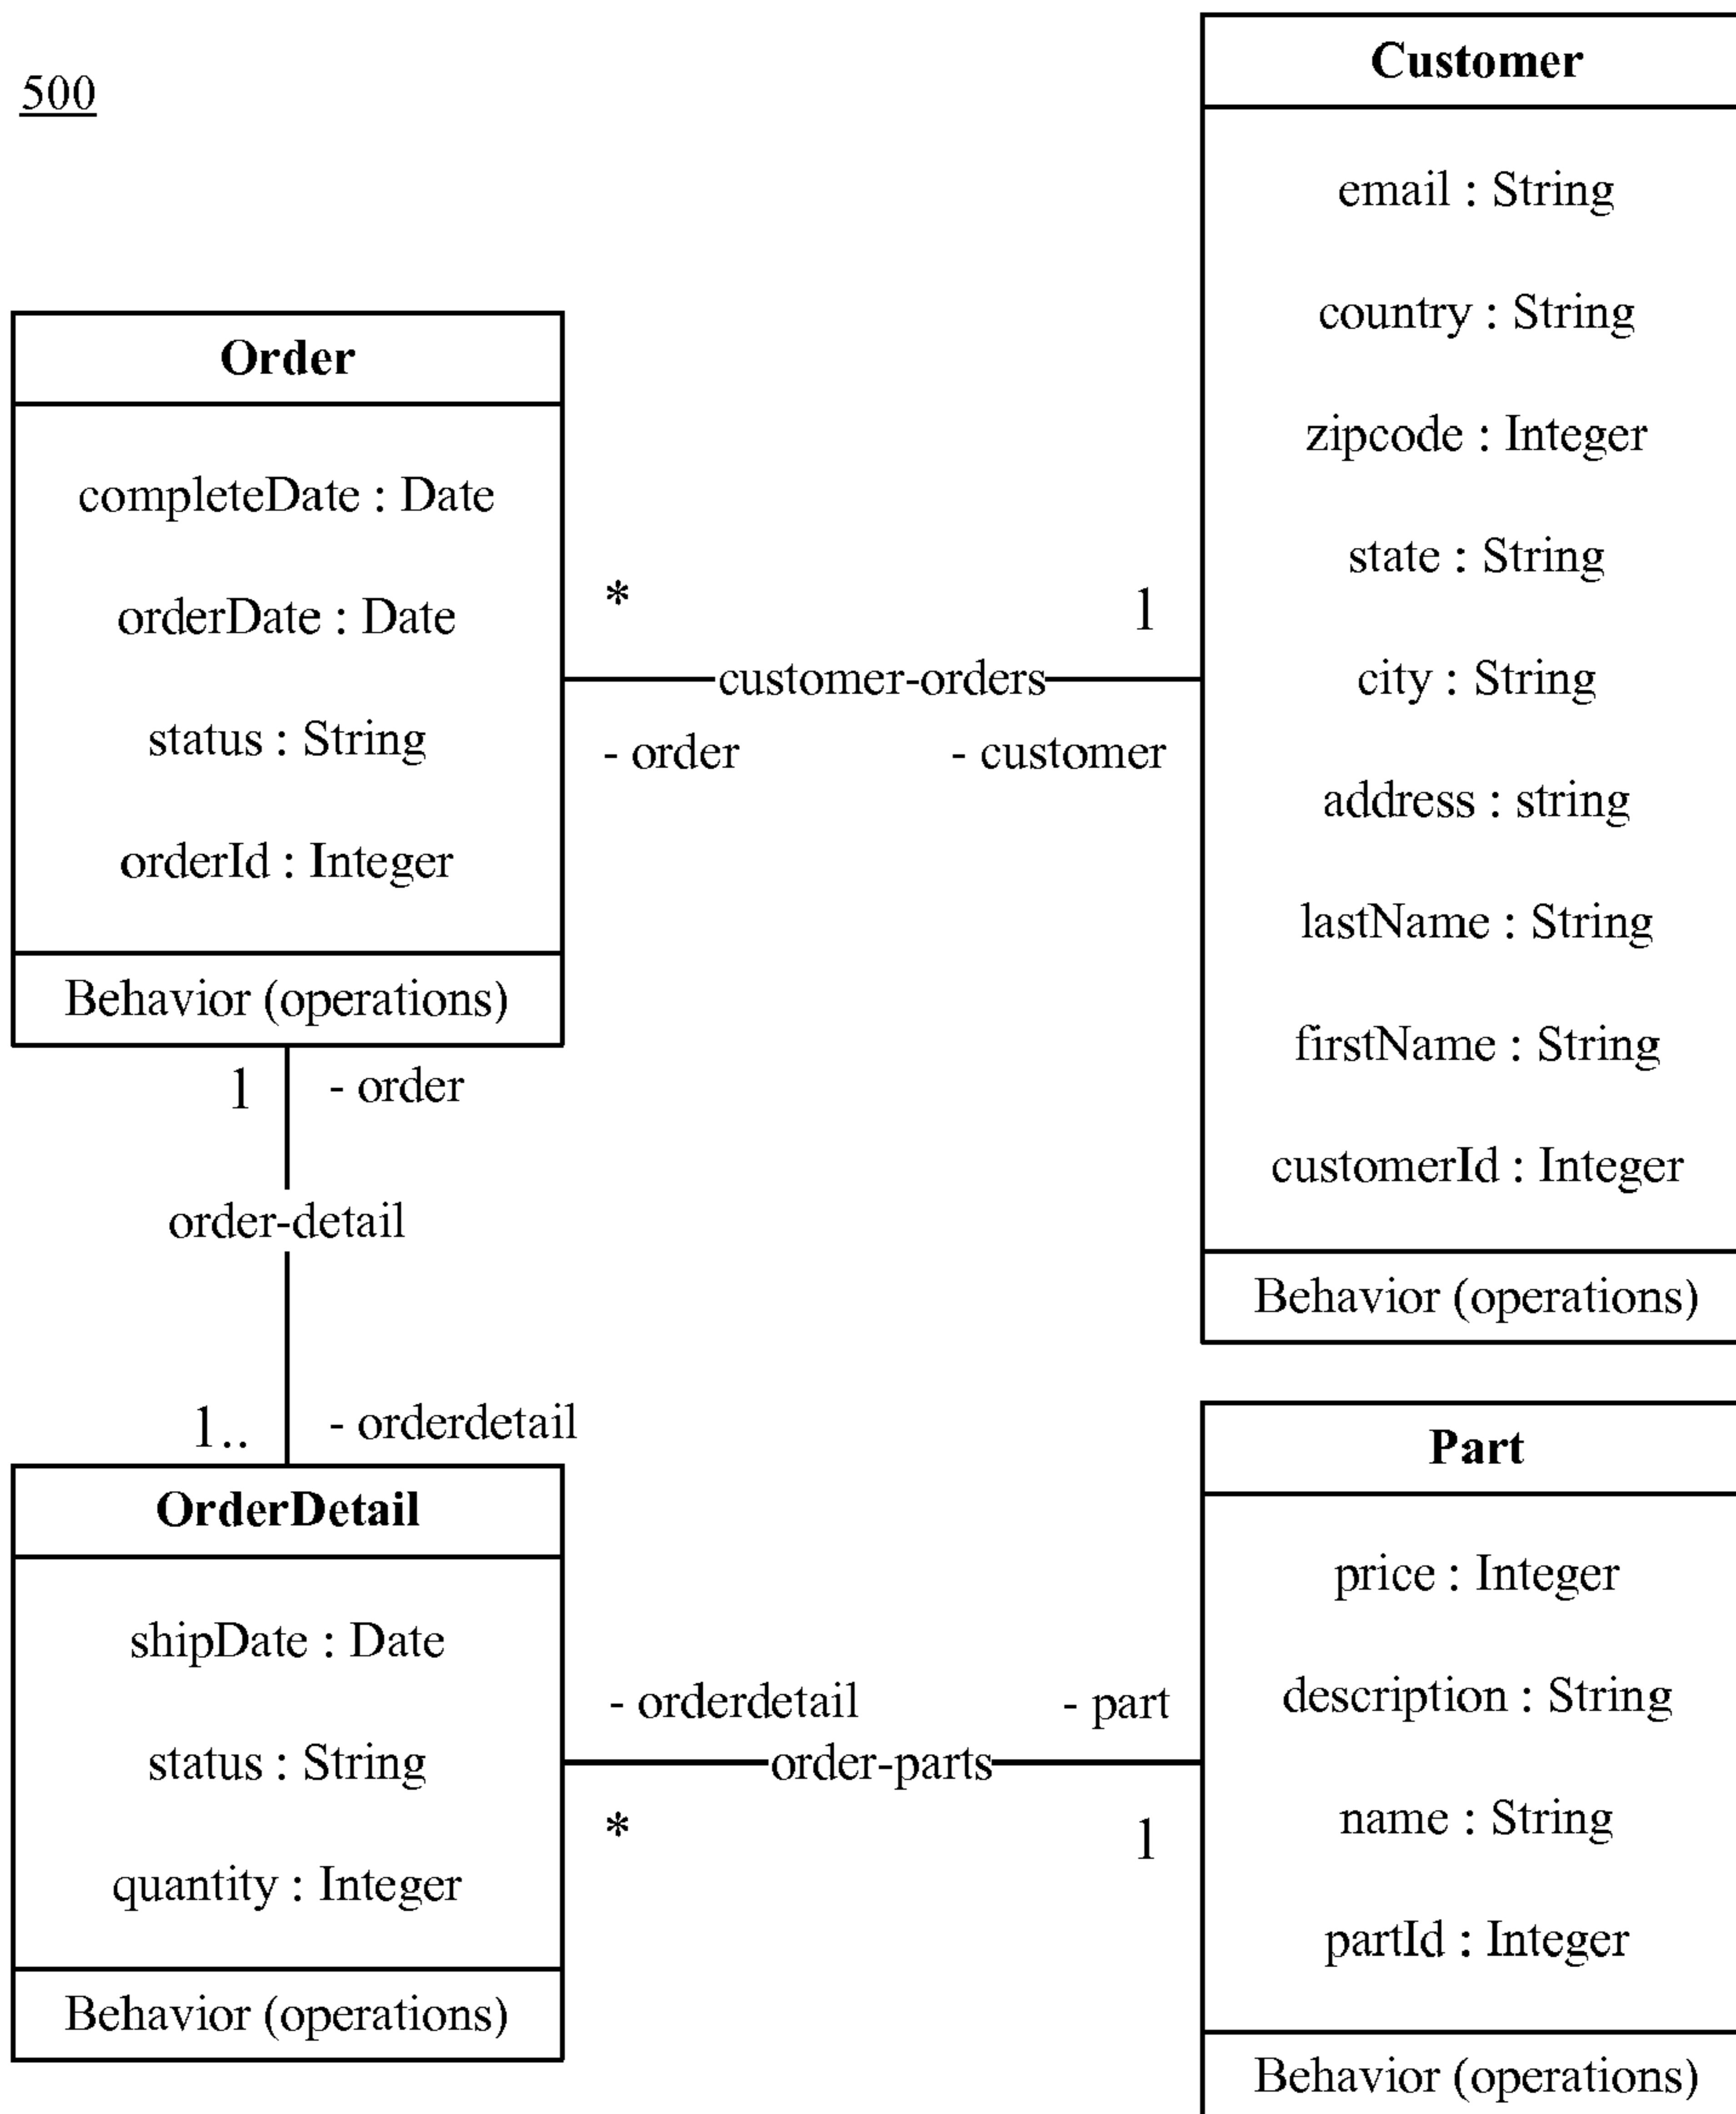 500
Customer
email : String
country : String
zipcode : Integer
state : String
city : String
address : string
lastName : String
firstName : String
customerId : Integer
Behavior (operations)
Order
completeDate : Date
orderDate : Date
status : String
orderId : Integer
Behavior (operations)
* 1
customer-orders
- order - customer
1 - order
order-detail
1.. - orderdetail
OrderDetail
shipDate : Date
status : String
quantity : Integer
Behavior (operations)
- orderdetail - part
order-parts
* 1
Part
price : Integer
description : String
name : String
partId : Integer
Behavior (operations)